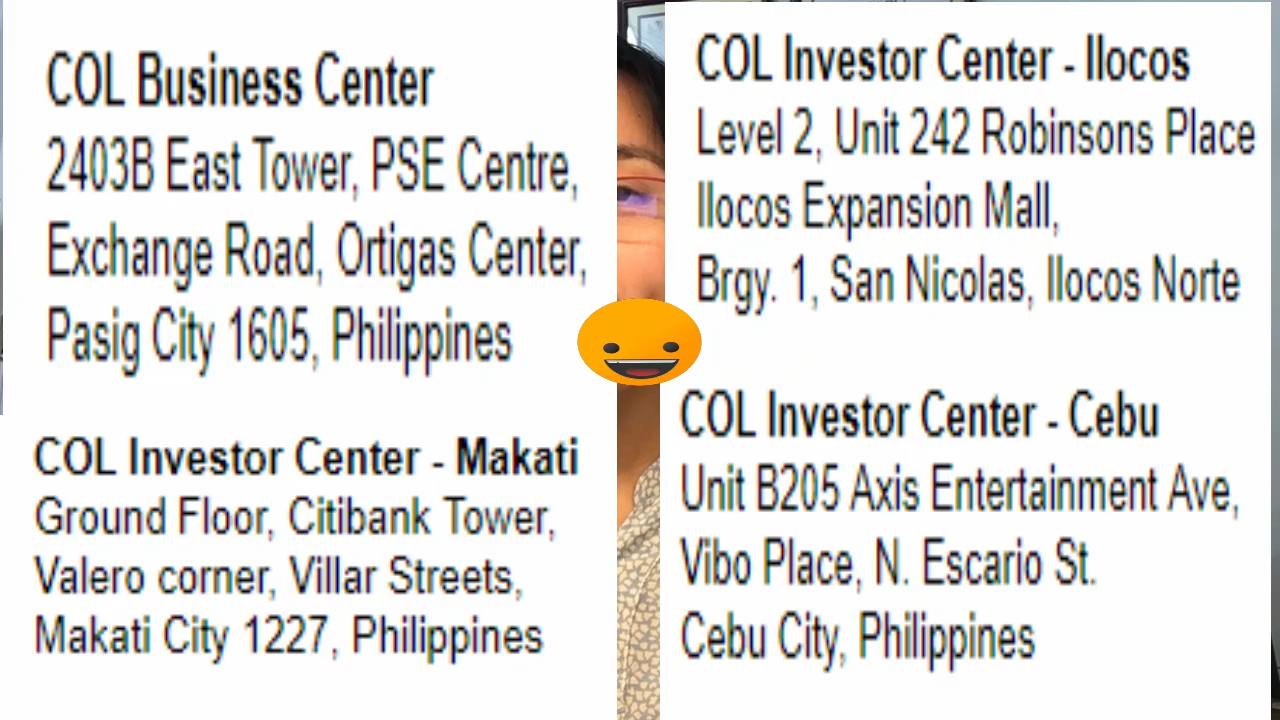 COL Business Center
2403B East Tower, PSE Centre,
Exchange Road, Ortigas Center,
Pasig City 1605, Philippines
COL Investor Center - Makati
Ground Floor, Citibank Tower,
Valero corner, Villar Streets,
Makati City 1227, Philippines
COL Investor Center - Ilocos
Level 2, Unit 242 Robinsons Place
Ilocos Expansion Mall,
Brgy. 1, San Nicolas, Ilocos Norte
COL Investor Center - Cebu
Unit B205 Axis Entertainment Ave,
Vibo Place, N. Escario St.
Cebu City, Philippines